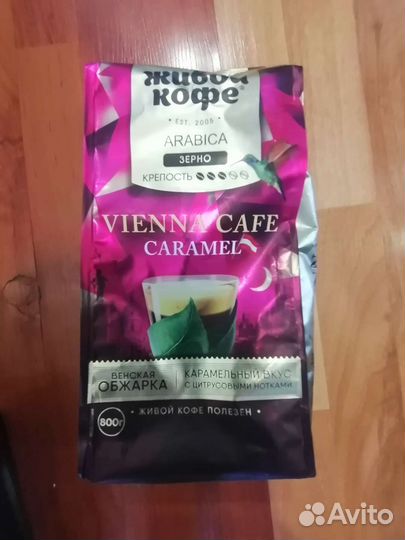 ЖИВОЙ
КОФЕ®
EST. 2005
ARABICA
ЗЕРНО
КРЕПОСТЬ
VIENNA CAFE
CARAMEL
ВЕНСКАЯ
ОБЖАРКА
КАРАМЕЛЬНЫЙ ВКУС
С ЦИТРУСОВЫМИ НОТКАМИ
ЖИВОЙ КОФЕ ПОЛЕЗЕН
800г
Avito